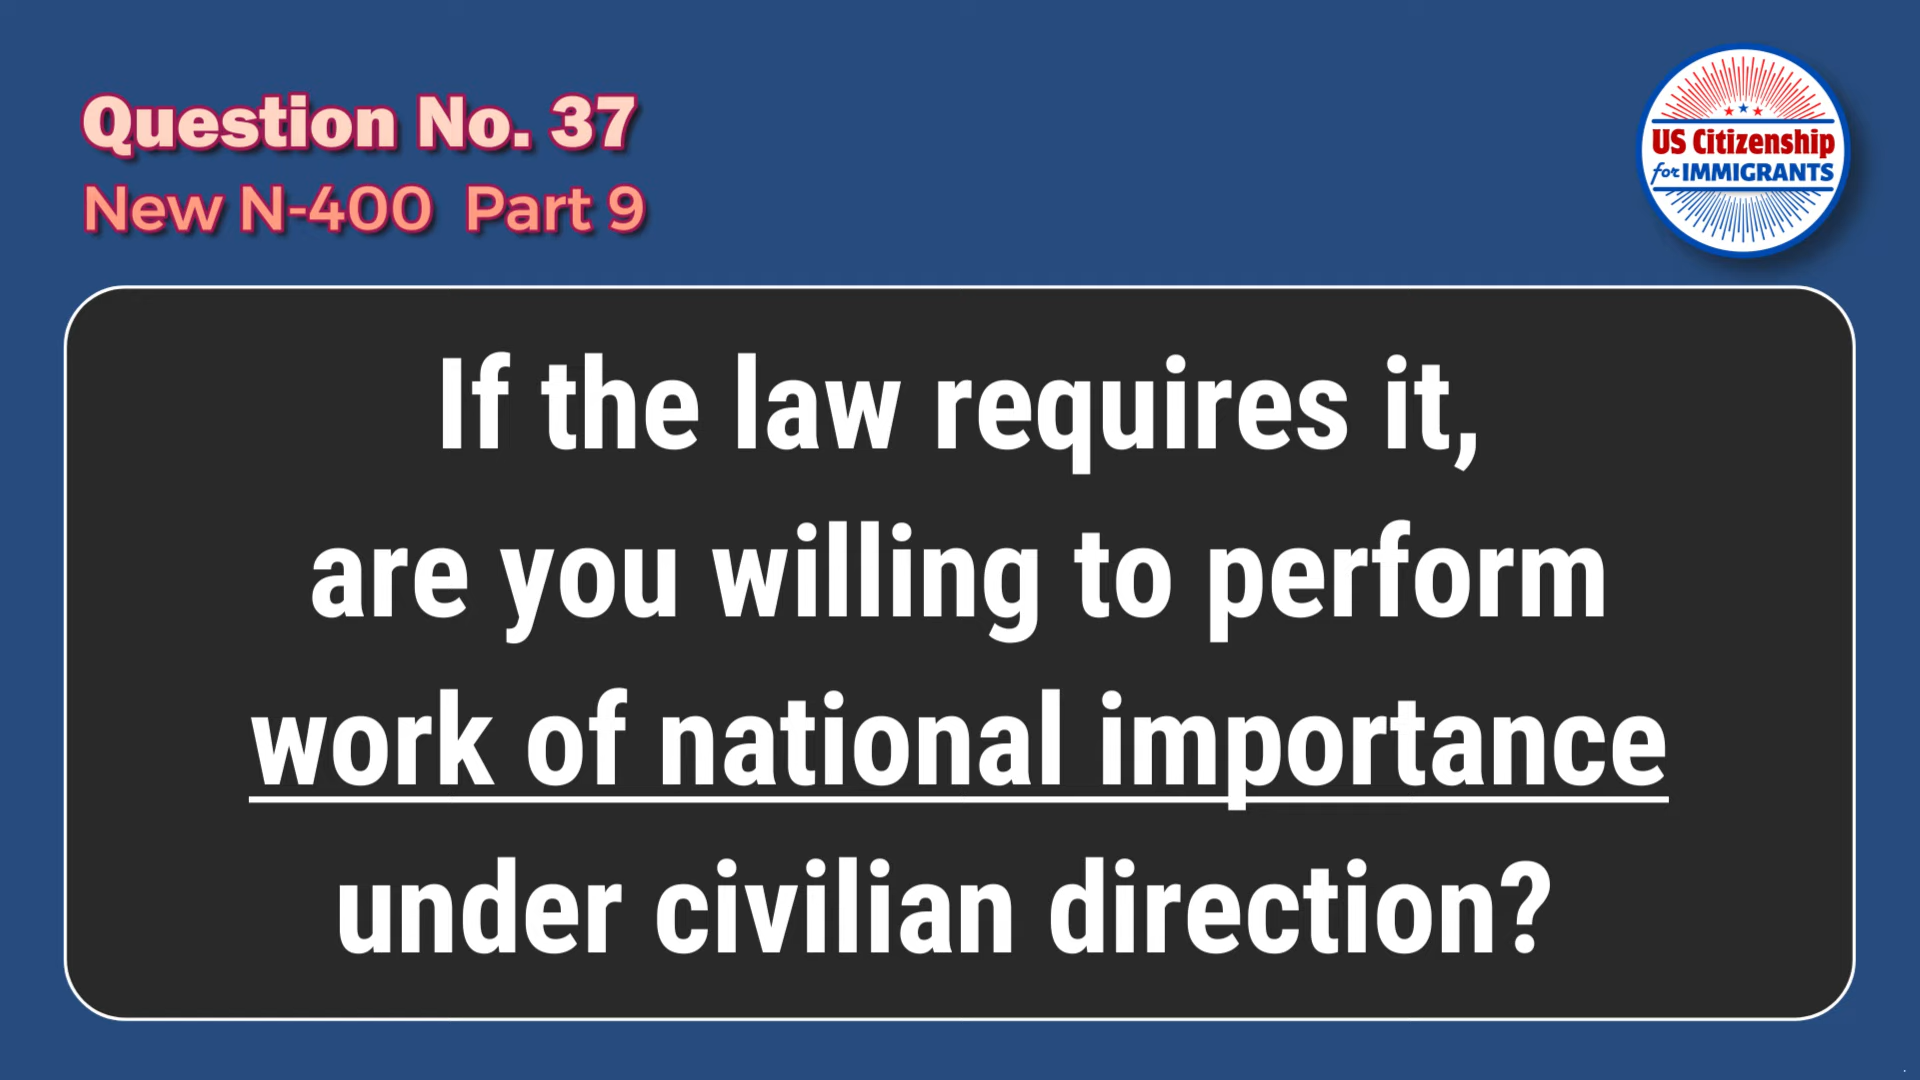 Question No. 37
New N-400 Part 9
US Citizenship
for IMMIGRANTS
If the law requires it,
are you willing to perform
work of national importance
under civilian direction?